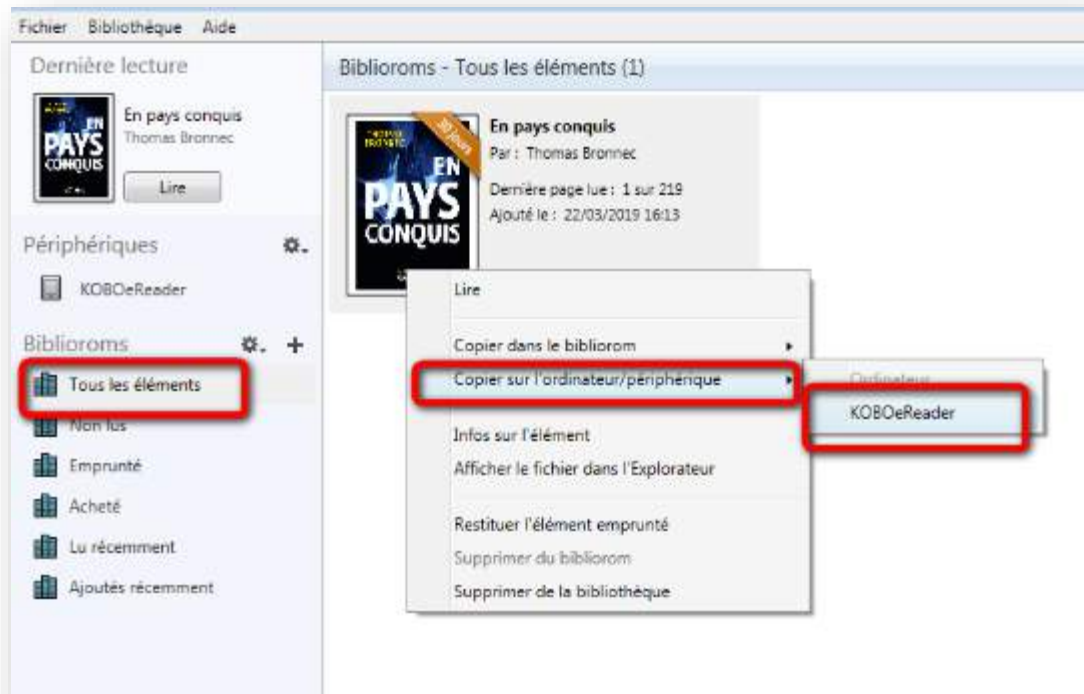 Fichier Bibliothèque Aide
Dernière lecture
En pays conquis
Thomas Bronnec
EN
PAYS
CONQUIS
Lire
Périphériques
KOBOeReader
Biblioroms
Tous les éléments
Non lus
Emprunté
Acheté
Lu récemment
Ajoutés récemment
Biblioroms - Tous les éléments (1)
30 jours
EN
PAYS
CONQUIS
En pays conquis
Par : Thomas Bronnec
Dernière page lue : 1 sur 219
Ajouté le : 22/03/2019 16:13
Lire
Copier dans le bibliorom
Copier sur l'ordinateur/périphérique
Infos sur l'élément
Afficher le fichier dans l'Explorateur
Restituer l'élément emprunté
Supprimer du bibliorom
Supprimer de la bibliothèque
Ordinateur
KOBOeReader